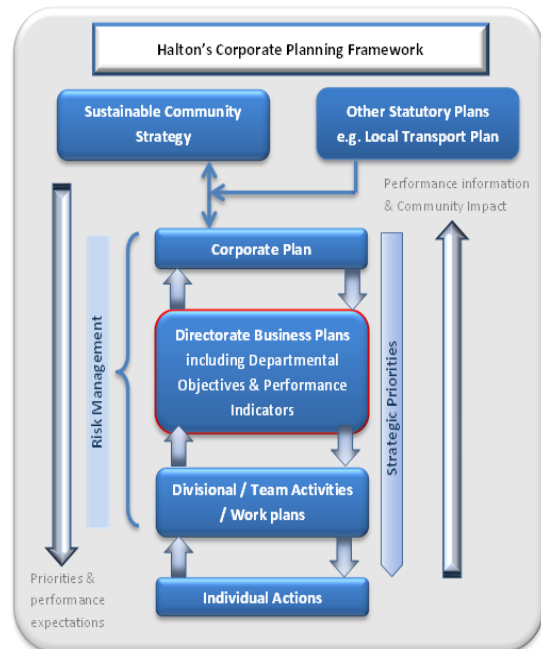 Halton's Corporate Planning Framework
Sustainable Community
Strategy
Other Statutory Plans
e.g. Local Transport Plan
Performance information
& Community Impact
Corporate Plan
Directorate Business Plans
including Departmental
Objectives & Performance
Indicators
Risk Management
Strategic Priorities
Divisional / Team Activities
/ Work plans
Priorities &
performance
expectations
Individual Actions